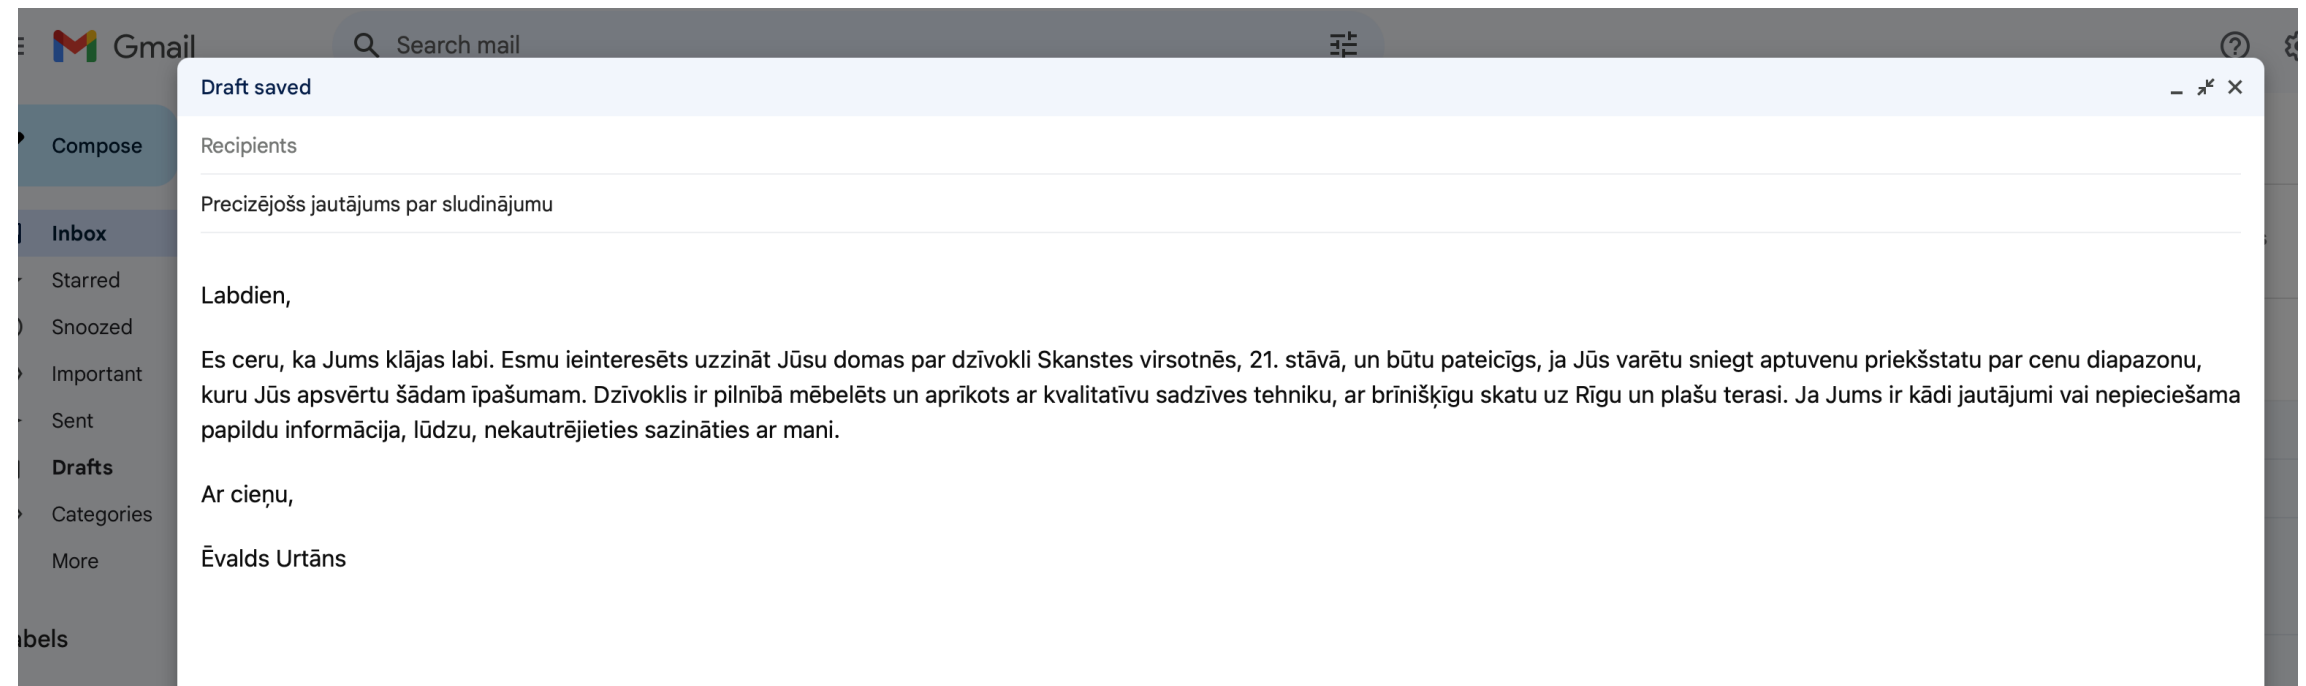 Gmail
Search mail
Draft saved
Compose
Recipients
Precizējošs jautājums par sludinājumu
Inbox
Starred
Snoozed
Important
Sent
Drafts
Categories
More
Labdien,
Es ceru, ka Jums klājas labi. Esmu ieinteresēts uzzināt Jūsu domas par dzīvokli Skanstes virsotnēs, 21. stāvā, un būtu pateicīgs, ja Jūs varētu sniegt aptuvenu priekšstatu par cenu diapazonu,
kuru Jūs apsvērtu šādam īpašumam. Dzīvoklis ir pilnībā mēbelēts un aprīkots ar kvalitatīvu sadzīves tehniku, ar brīnišķīgu skatu uz Rīgu un plašu terasi. Ja Jums ir kādi jautājumi vai nepieciešama
papildu informācija, lūdzu, nekautrējieties sazināties ar mani.
Ar cieņu,
Ēvalds Urtāns